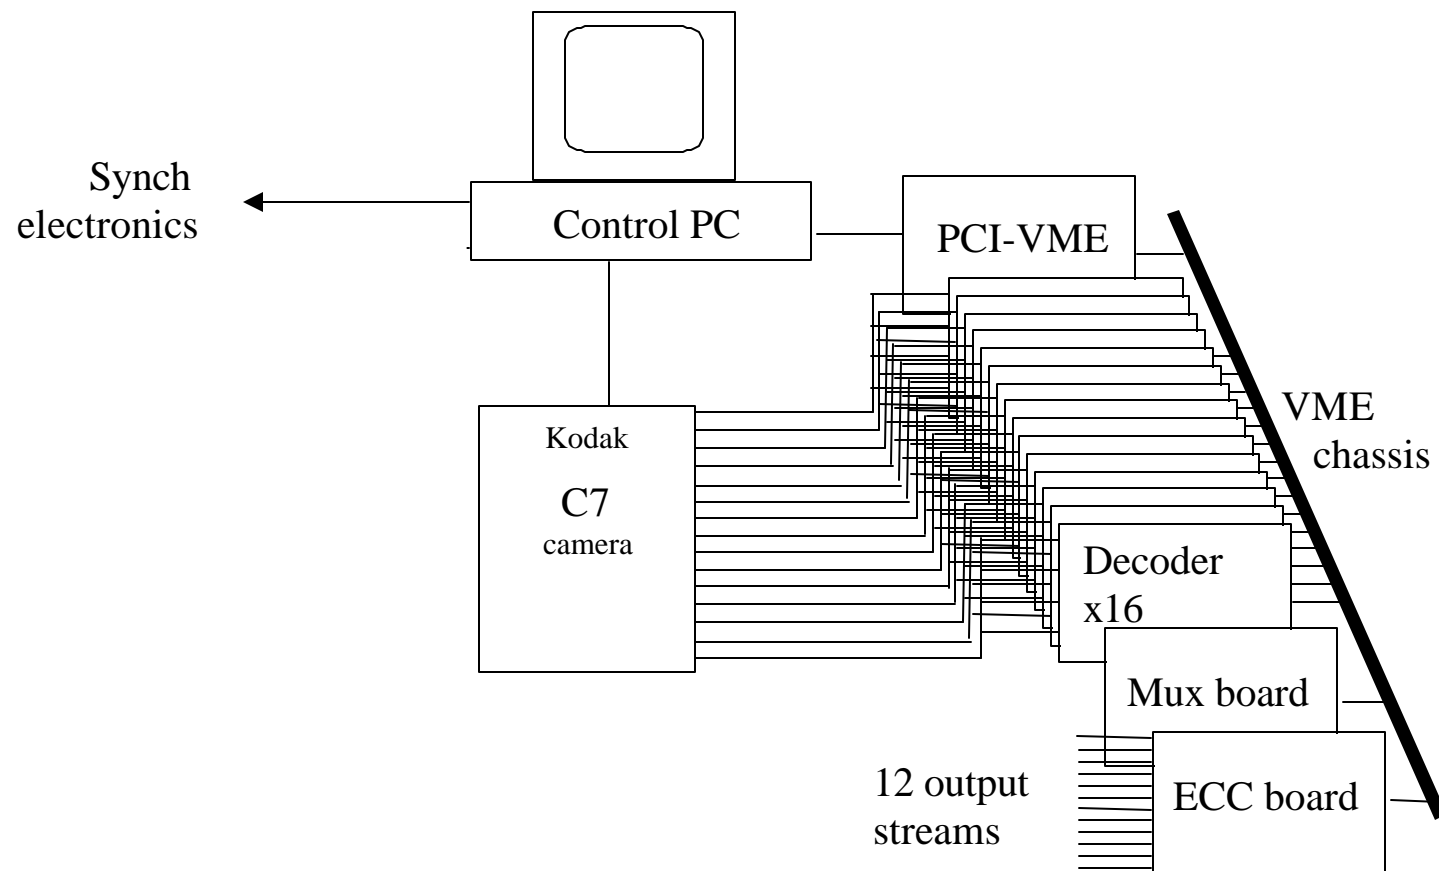 Synch
electronics
Control PC
PCI-VME
Kodak
C7
camera
VME
chassis
Decoder
x16
Mux board
12 output
streams
ECC board